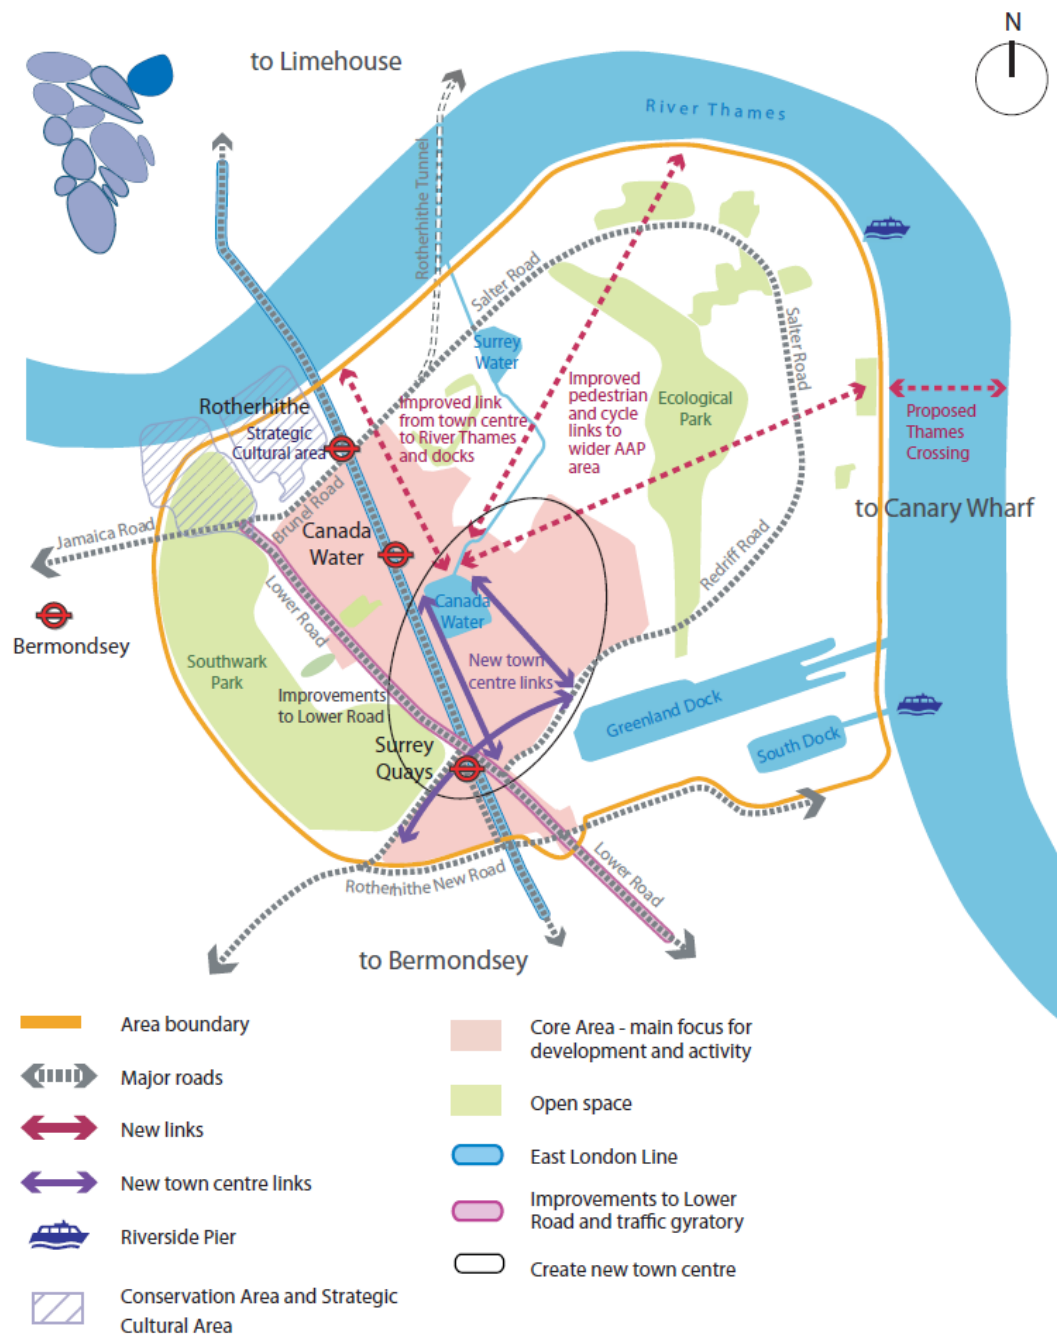 N
to Limehouse
River Thames
Rotherhithe Tunnel
Salter Road
Surrey
Water
Salter Road
Improved
pedestrian
and cycle
links to
wider AAP
area
Ecological
Park
Rotherhithe
Strategic
Cultural area
Improved link
from town centre
to River Thames
and docks
Proposed
Thames
Crossing
to Canary Wharf
Jamaica Road
Brunel Road
Canada
Water
Redriff Road
Bermondsey
Lower Road
Canada
Water
Southwark
Park
New town
centre links
Improvements
to Lower Road
Greenland Dock
South Dock
Surrey
Quays
Rotherhithe New Road
Lower Road
to Bermondsey
Area boundary
Major roads
New links
New town centre links
Riverside Pier
Conservation Area and Strategic
Cultural Area
Core Area - main focus for
development and activity
Open space
East London Line
Improvements to Lower
Road and traffic gyratory
Create new town centre